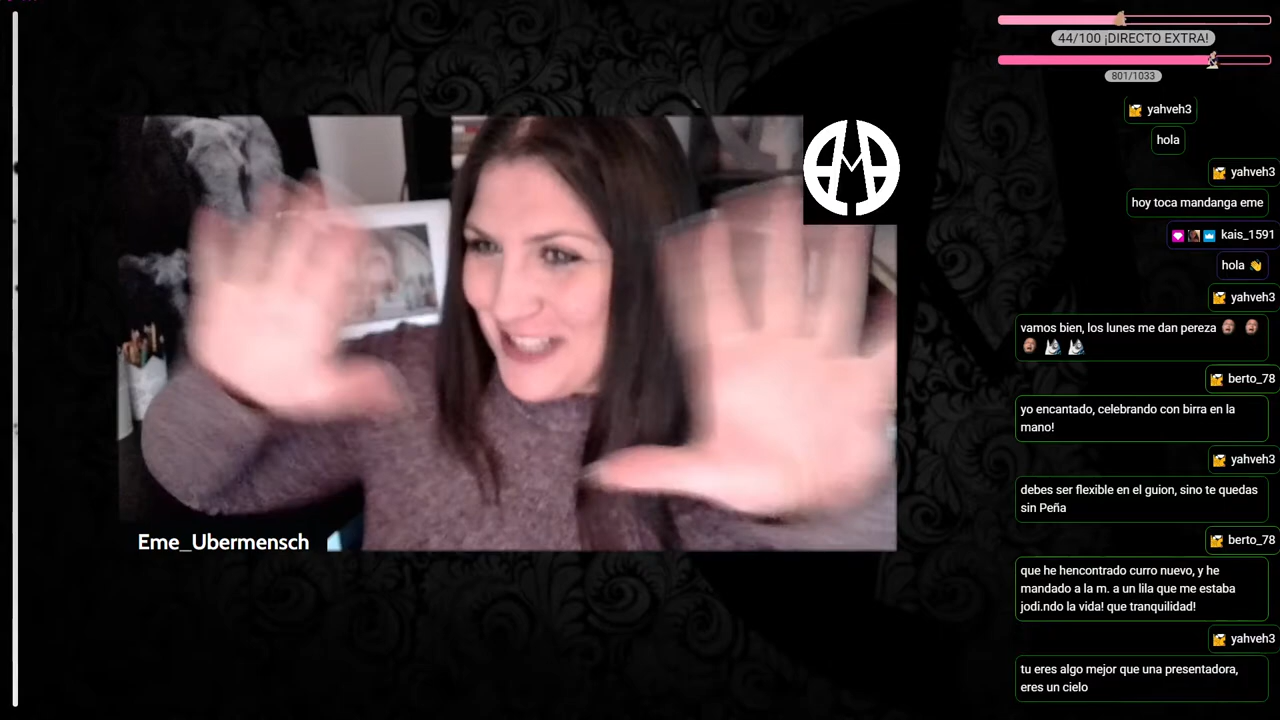 44/100 ¡DIRECTO EXTRA!
801/1033
yahveh3
hola
yahveh3
hoy toca mandanga eme
kais_1591
hola 👋
yahveh3
vamos bien, los lunes me dan pereza
berto_78
yo encantado, celebrando con birra en la
mano!
yahveh3
debes ser flexible en el guion, sino te quedas
sin Peña
berto_78
que he hencontrado curro nuevo, y he
mandado a la m. a un lila que me estaba
jodi.ndo la vida! que tranquilidad!
yahveh3
tu eres algo mejor que una presentadora,
eres un cielo
Eme_Ubermensch